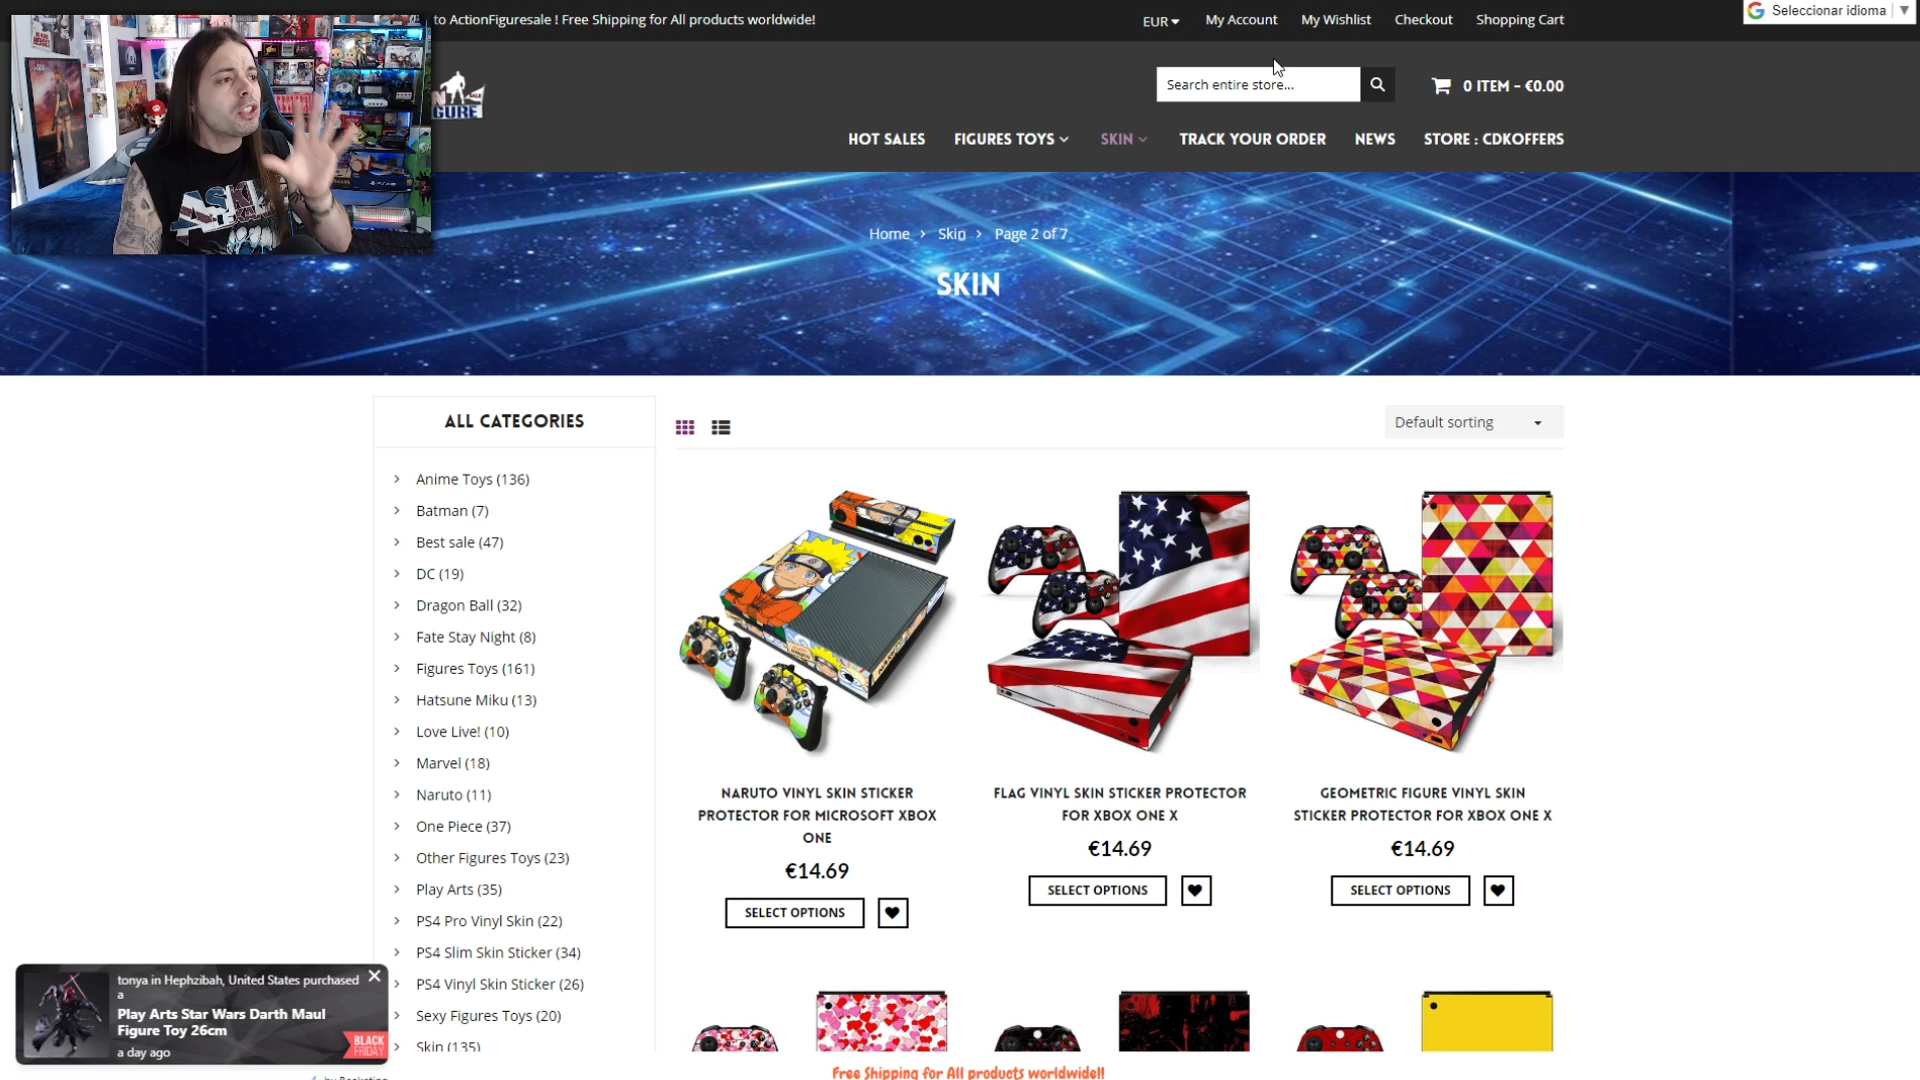 to ActionFiguresale ! Free Shipping for All products worldwide!
EUR
My Account
My Wishlist
Checkout
Shopping Cart
Seleccionar idioma
Search entire store...
0 ITEM - €0.00
SALE
GURE
HOT SALES
FIGURES TOYS
SKIN
TRACK YOUR ORDER
NEWS
STORE : CDKOFFERS
Home > Skin > Page 2 of 7
SKIN
ALL CATEGORIES
Default sorting
Anime Toys (136)
Batman (7)
Best sale (47)
DC (19)
Dragon Ball (32)
Fate Stay Night (8)
Figures Toys (161)
Hatsune Miku (13)
Love Live! (10)
Marvel (18)
Naruto (11)
One Piece (37)
Other Figures Toys (23)
Play Arts (35)
PS4 Pro Vinyl Skin (22)
PS4 Slim Skin Sticker (34)
PS4 Vinyl Skin Sticker (26)
Sexy Figures Toys (20)
Skin (135)
NARUTO VINYL SKIN STICKER
PROTECTOR FOR MICROSOFT XBOX
ONE
€14.69
SELECT OPTIONS
FLAG VINYL SKIN STICKER PROTECTOR
FOR XBOX ONE X
€14.69
SELECT OPTIONS
GEOMETRIC FIGURE VINYL SKIN
STICKER PROTECTOR FOR XBOX ONE X
€14.69
SELECT OPTIONS
tonya in Hephzibah, United States purchased
a
Play Arts Star Wars Darth Maul
Figure Toy 26cm
a day ago
BLACK
FRIDAY
Free Shipping for All products worldwide!!